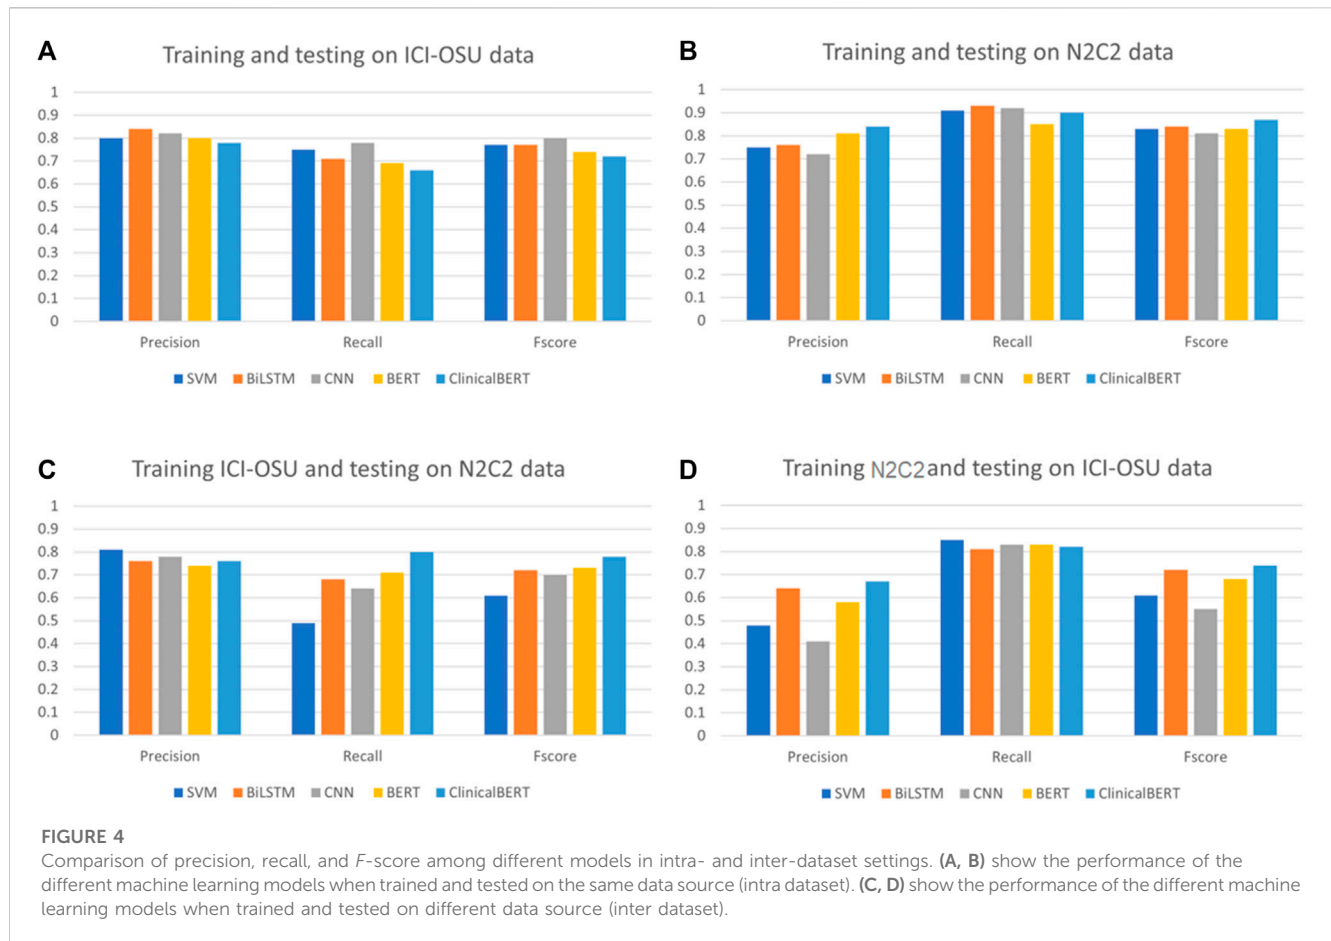 A
Training and testing on ICI-OSU data
1
0.9
0.8
0.7
0.6
0.5
0.4
0.3
0.2
0.1
0
Precision Recall Fscore
SVM BiLSTM CNN BERT ClinicalBERT
B
Training and testing on N2C2 data
1
0.9
0.8
0.7
0.6
0.5
0.4
0.3
0.2
0.1
0
Precision Recall Fscore
SVM BiLSTM CNN BERT ClinicalBERT
C
Training ICI-OSU and testing on N2C2 data
1
0.9
0.8
0.7
0.6
0.5
0.4
0.3
0.2
0.1
0
Precision Recall Fscore
SVM BiLSTM CNN BERT ClinicalBERT
D
Training N2C2 and testing on ICI-OSU data
1
0.9
0.8
0.7
0.6
0.5
0.4
0.3
0.2
0.1
0
Precision Recall Fscore
SVM BiLSTM CNN BERT ClinicalBERT
FIGURE 4
Comparison of precision, recall, and F-score among different models in intra- and inter-dataset settings. (A, B) show the performance of the
different machine learning models when trained and tested on the same data source (intra dataset). (C, D) show the performance of the different machine
learning models when trained and tested on different data source (inter dataset).